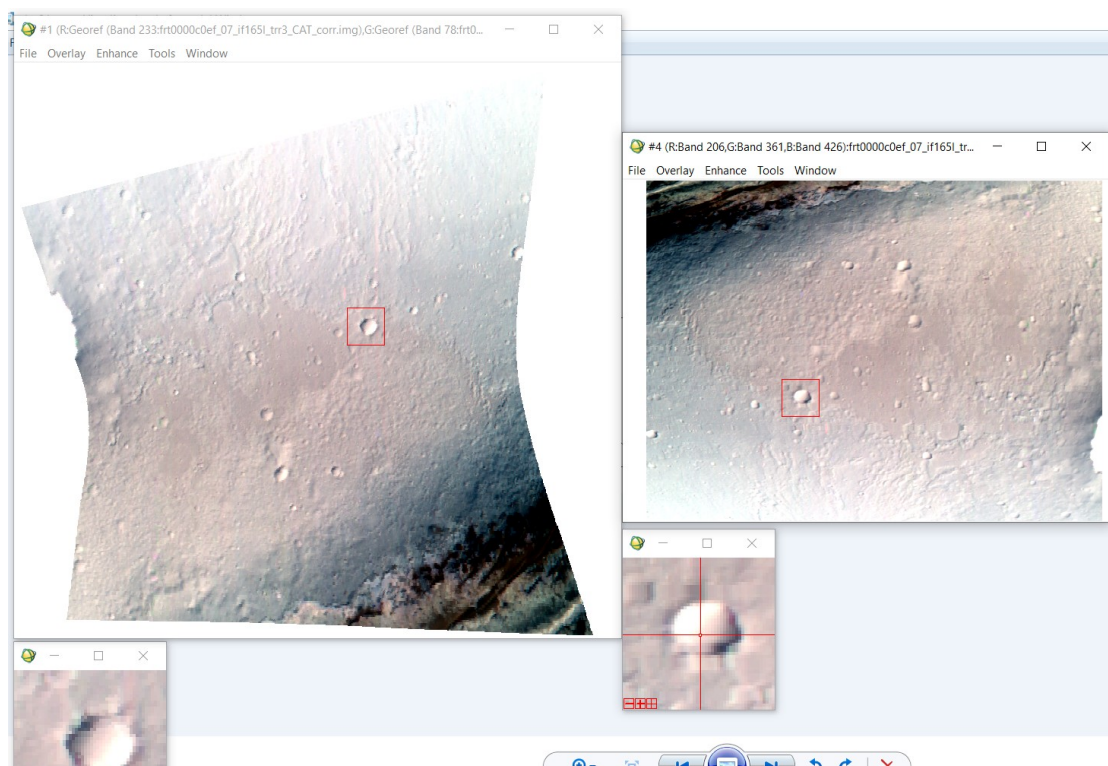 #1 (R:Georef (Band 233:frt0000c0ef_07_if165l_trr3_CAT_corr.img),G:Georef (Band 78:frt0...
File Overlay Enhance Tools Window
#4 (R:Band 206,G:Band 361,B:Band 426):frt0000c0ef_07_if165l_tr...
File Overlay Enhance Tools Window